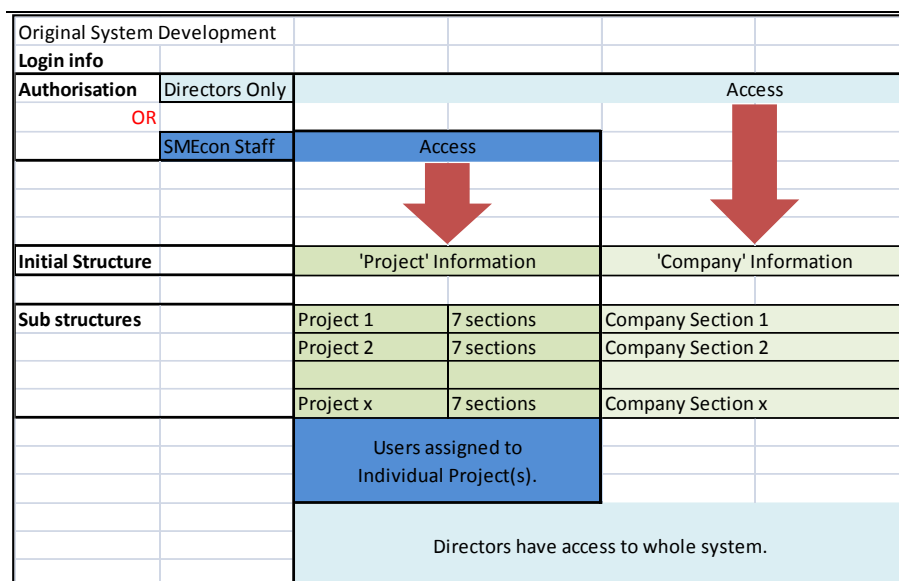 Original System Development
Login info
Authorisation Directors Only Access
OR
SMEcon Staff Access
Initial Structure 'Project' Information 'Company' Information
Sub structures Project 1 7 sections Company Section 1
Project 2 7 sections Company Section 2
Project x 7 sections Company Section x
Users assigned to
Individual Project(s).
Directors have access to whole system.